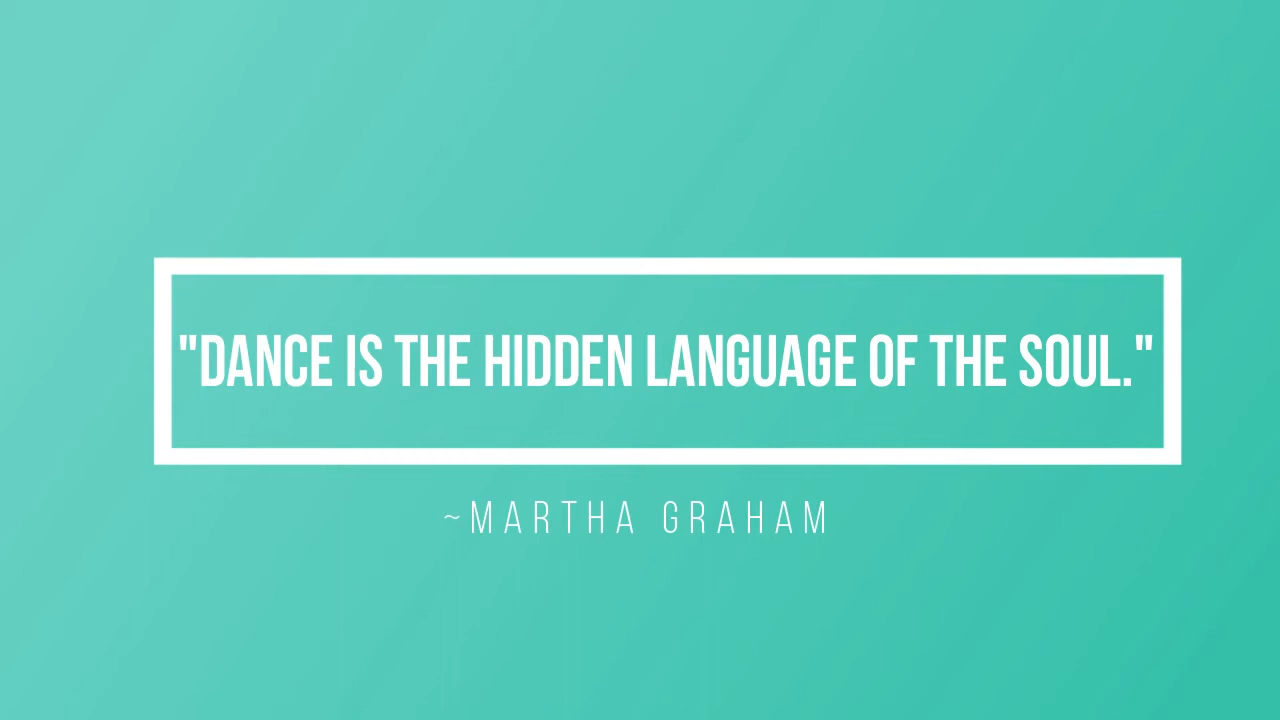 "DANCE IS THE HIDDEN LANGUAGE OF THE SOUL."
~MARTHA GRAHAM